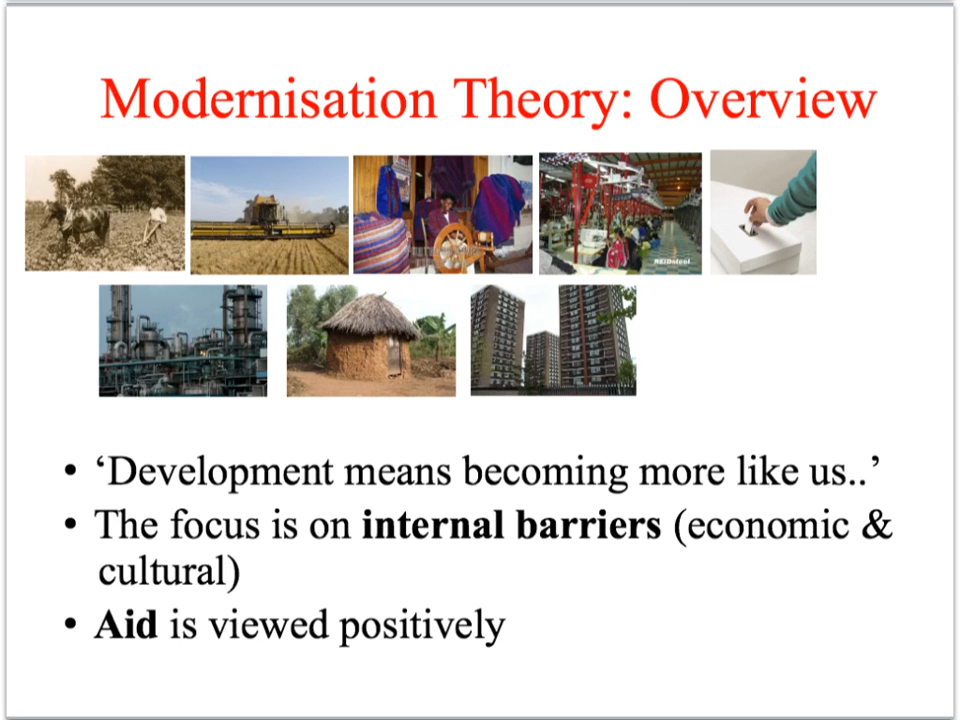 Modernisation Theory: Overview
• ‘Development means becoming more like us..’
• The focus is on internal barriers (economic &
cultural)
• Aid is viewed positively